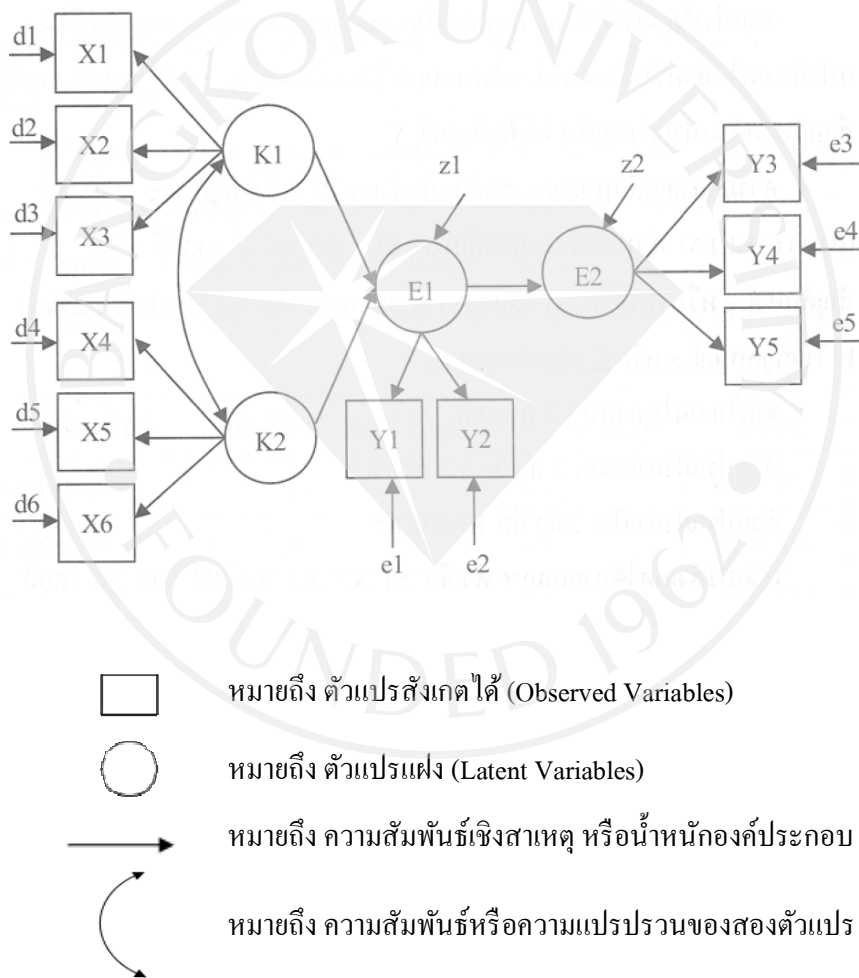 BANGKOK UNIVERSITY
FOUNDED 1962
d1
X1
d2
X2
d3
X3
d4
X4
d5
X5
d6
X6
K1
K2
z1
E1
z2
E2
Y1
Y2
e1
e2
Y3
e3
Y4
e4
Y5
e5
หมายถึง ตัวแปรสังเกตได้ (Observed Variables)
หมายถึง ตัวแปรแฝง (Latent Variables)
หมายถึง ความสัมพันธ์เชิงสาเหตุ หรือน้ำหนักองค์ประกอบ
หมายถึง ความสัมพันธ์หรือความแปรปรวนของสองตัวแปร